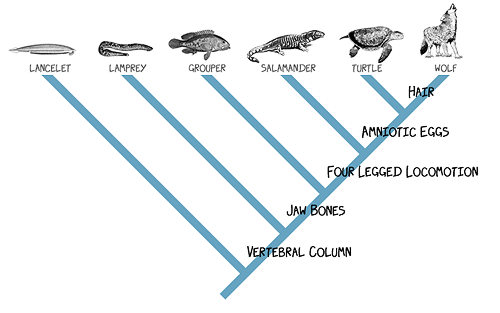 LANCELET LAMPREY GROUPER SALAMANDER TURTLE WOLF
HAIR
AMNIOTIC EGGS
FOUR LEGGED LOCOMOTION
JAW BONES
VERTEBRAL COLUMN